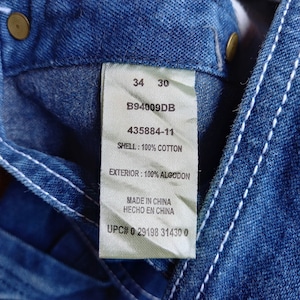 34 30
B94009DB
435884-11
SHELL : 100% COTTON
EXTERIOR : 100% ALGODON
MADE IN CHINA
HECHO EN CHINA
UPC# 0 29198 31430 0